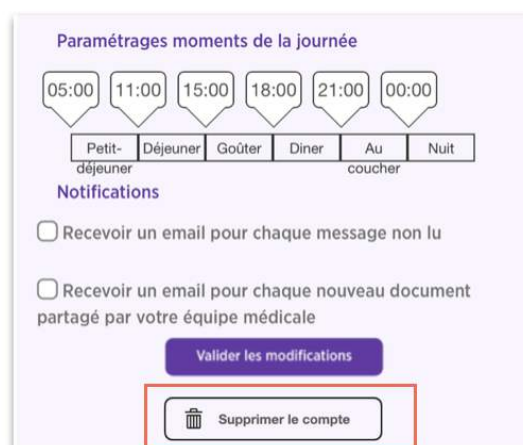 Paramétrages moments de la journée
05:00 11:00 15:00 18:00 21:00 00:00
Petit-déjeuner Déjeuner Goûter Diner Au coucher Nuit
Notifications
Recevoir un email pour chaque message non lu
Recevoir un email pour chaque nouveau document
partagé par votre équipe médicale
Valider les modifications
Supprimer le compte